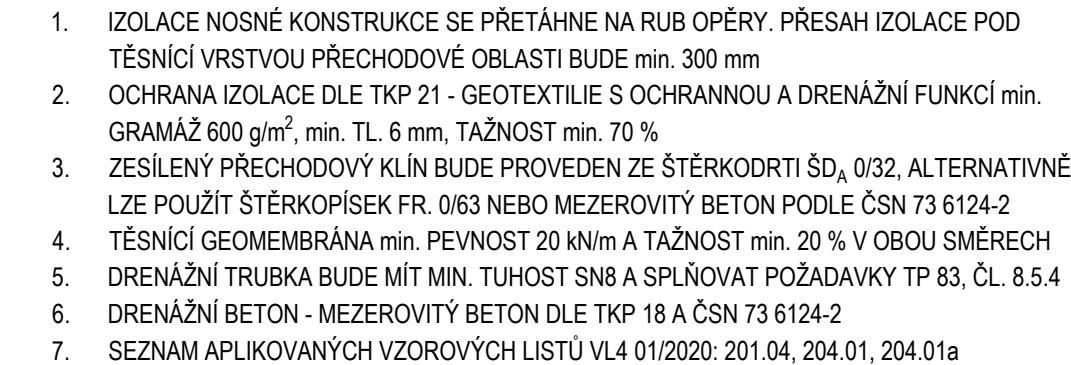 1. IZOLACE NOSNÉ KONSTRUKCE SE PŘETÁHNE NA RUB OPĚRY. PŘESAH IZOLACE POD
TĚSNÍCÍ VRSTVOU PŘECHODOVÉ OBLASTI BUDE min. 300 mm
2. OCHRANA IZOLACE DLE TKP 21 - GEOTEXTILIE S OCHRANNOU A DRENÁŽNÍ FUNKCÍ min.
GRAMÁŽ 600 g/m², min. TL. 6 mm, TAŽNOST min. 70 %
3. ZESÍLENÝ PŘECHODOVÝ KLÍN BUDE PROVEDEN ZE ŠTĚRKODRTI ŠD_A 0/32, ALTERNATIVNĚ
LZE POUŽÍT ŠTĚRKOPÍSEK FR. 0/63 NEBO MEZEROVITÝ BETON PODLE ČSN 73 6124-2
4. TĚSNÍCÍ GEOMEMBRÁNA min. PEVNOST 20 kN/m A TAŽNOST min. 20 % V OBOU SMĚRECH
5. DRENÁŽNÍ TRUBKA BUDE MÍT MIN. TUHOST SN8 A SPLŇOVAT POŽADAVKY TP 83, ČL. 8.5.4
6. DRENÁŽNÍ BETON - MEZEROVITÝ BETON DLE TKP 18 A ČSN 73 6124-2
7. SEZNAM APLIKOVANÝCH VZOROVÝCH LISTŮ VL4 01/2020: 201.04, 204.01, 204.01a